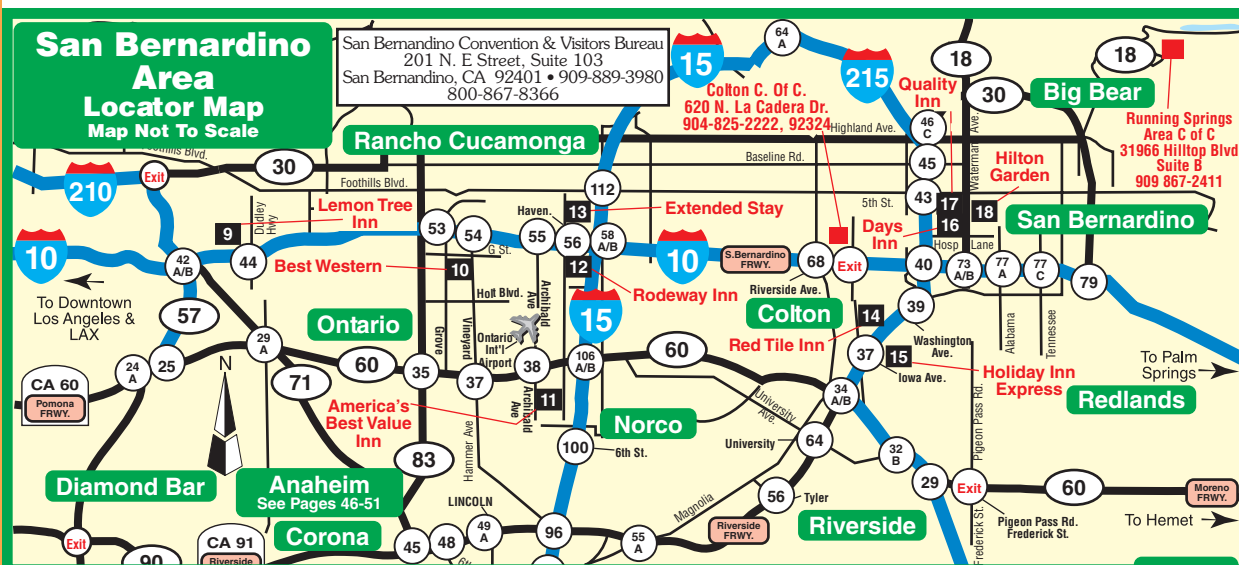 San Bernardino
Area
Locator Map
Map Not To Scale
San Bernandino Convention & Visitors Bureau
201 N. E Street, Suite 103
San Bernandino, CA  92401 • 909-889-3980
800-867-8366
15
64
A
215
18
18
Colton C. Of C.
620 N. La Cadera Dr.
904-825-2222, 92324
Quality
Inn
30
Big Bear
Running Springs
Area C of C
31966 Hilltop Blvd
Suite B
909 867-2411
Rancho Cucamonga
Highland Ave.
46
C
Waterman Ave.
Foothills Blvd.
30
Baseline Rd.
45
Hilton
Garden
Exit
210
Foothills Blvd.
112
5th St.
43
17
18
16
San Bernardino
Lemon Tree
Inn
Dudley
Hwy
9
Haven.
13
Extended Stay
53
54
55
56
58
A/B
Days
Inn
Hosp
Lane
10
42
A/B
44
G St.
Best Western
10
12
10
S.Bernardino
FRWY.
68
Exit
40
73
A/B
77
A
77
C
79
To Downtown
Los Angeles &
LAX
Holt Blvd.
Archibald
Ave
Rodeway Inn
Riverside Ave.
39
57
Ontario
Grove
Vineyard
15
Colton
14
Alabama
Tennessee
29
A
Ontario
Int'l
Airport
Red Tile Inn
Washington
Ave.
24
A
25
N
60
35
37
38
106
A/B
60
37
15
Iowa Ave.
Holiday Inn
Express
To Palm
Springs
CA 60
Pomona
FRWY.
71
America's
Best Value
Inn
11
Archibald
Ave
34
A/B
Redlands
Norco
University
Ave.
Pigeon Pass Rd.
83
Hammer Ave
100
6th St.
University
64
32
B
Diamond Bar
Anaheim
See Pages 46-51
29
Exit
60
Moreno
FRWY.
LINCOLN
Magnolia
56
Tyler
Pigeon Pass Rd.
Frederick St.
To Hemet
Corona
Riverside
FRWY.
Riverside
Frederick St.
Exit
90
CA 91
Riverside
45
48
49
A
96
55
A
6th